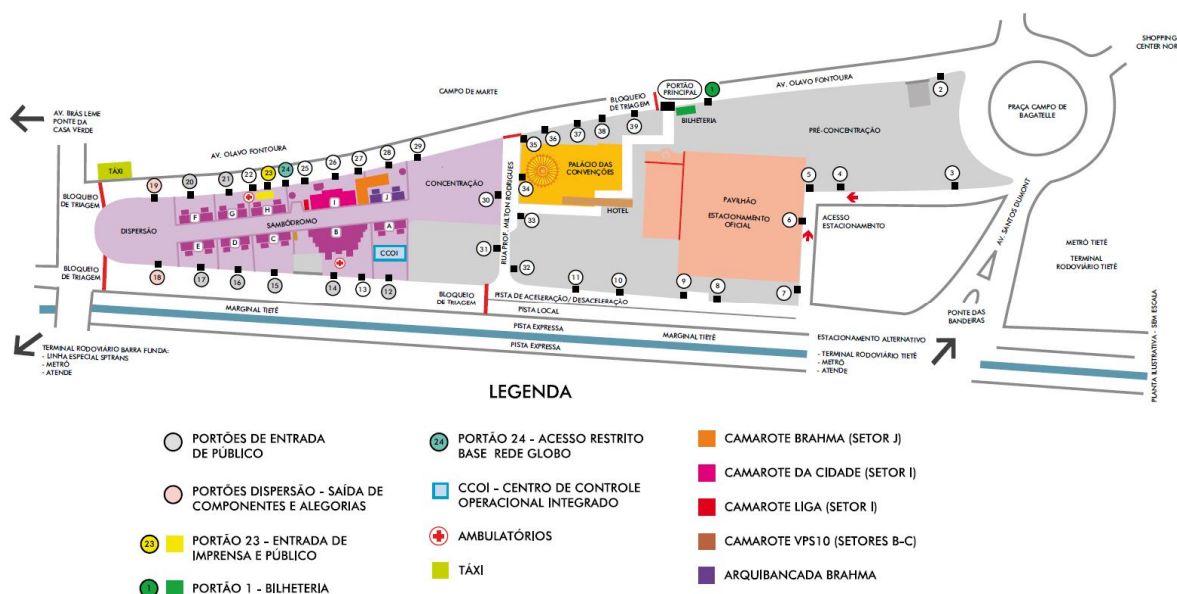 SHOPPING
CENTER NOR
AV. BRÁS LEME
PONTE DA
CASA VERDE
TÁXI
BLOQUEIO
DE TRIAGEM
AV. OLAVO FONTOURA
CAMPO DE MARTE
BLOQUEIO
DE TRIAGEM
PORTÃO
PRINCIPAL
1
BILHETERIA
AV. OLAVO FONTOURA
2
PRAÇA CAMPO DE
BAGATELLE
PRÉ-CONCENTRAÇÃO
19
20
21
22
23
24
25
26
27
28
29
35
36
37
38
39
F
G
H
I
J
CONCENTRAÇÃO
PALÁCIO DAS
CONVENÇÕES
34
30
HOTEL
33
RUA PROF. MILTON RODRIGUES
PAVILHÃO
ESTACIONAMENTO
OFICIAL
5
4
3
6
ACESSO
ESTACIONAMENTO
AV. SANTOS DUMONT
METRÔ TIETÊ
TERMINAL
RODOVIÁRIO TIETÊ
DISPERSÃO
SAMBÓDROMO
E
D
C
B
A
CCOI
31
32
18
17
16
15
14
13
12
11
10
9
8
7
BLOQUEIO
DE TRIAGEM
BLOQUEIO
DE TRIAGEM
PISTA DE ACELERAÇÃO/ DESACELERAÇÃO
PISTA LOCAL
MARGINAL TIETÊ
PISTA EXPRESSA
MARGINAL TIETÊ
PISTA EXPRESSA
PONTE DAS
BANDEIRAS
TERMINAL RODOVIÁRIO BARRA FUNDA:
- LINHA ESPECIAL SPTRANS
- METRÔ
- ATENDE
ESTACIONAMENTO ALTERNATIVO
- TERMINAL RODOVIÁRIO TIETÊ
- METRÔ
- ATENDE
PLANTA ILUSTRATIVA - SEM ESCALA
LEGENDA
PORTÕES DE ENTRADA
DE PÚBLICO
PORTÕES DISPERSÃO - SAÍDA DE
COMPONENTES E ALEGORIAS
23 PORTÃO 23 - ENTRADA DE
IMPRENSA E PÚBLICO
1 PORTÃO 1 - BILHETERIA
24 PORTÃO 24 - ACESSO RESTRITO
BASE REDE GLOBO
CCOI - CENTRO DE CONTROLE
OPERACIONAL INTEGRADO
AMBULATÓRIOS
TÁXI
CAMAROTE BRAHMA (SETOR J)
CAMAROTE DA CIDADE (SETOR I)
CAMAROTE LIGA (SETOR I)
CAMAROTE VPS10 (SETORES B-C)
ARQUIBANCADA BRAHMA